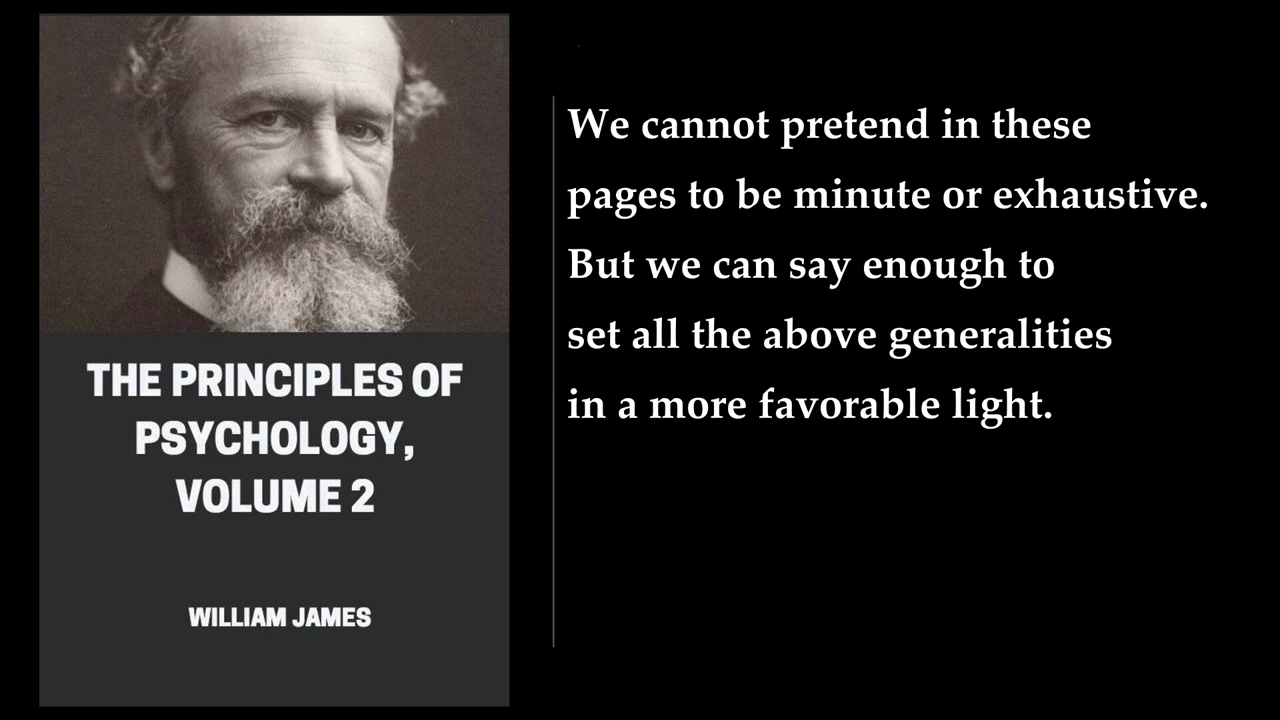 THE PRINCIPLES OF
PSYCHOLOGY,
VOLUME 2
WILLIAM JAMES
We cannot pretend in these
pages to be minute or exhaustive.
But we can say enough to
set all the above generalities
in a more favorable light.